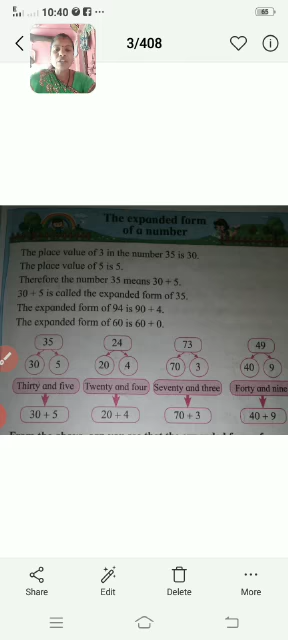 10:40
65
3/408
The expanded form
of a number
The place value of 3 in the number 35 is 30.
The place value of 5 is 5.
Therefore the number 35 means 30 + 5.
30 + 5 is called the expanded form of 35.
The expanded form of 94 is 90 + 4.
The expanded form of 60 is 60 + 0.
35 24 73 49
30 5 20 4 70 3 40 9
Thirty and five Twenty and four Seventy and three Forty and nine
30 + 5 20 + 4 70 + 3 40 + 9
Share Edit Delete More